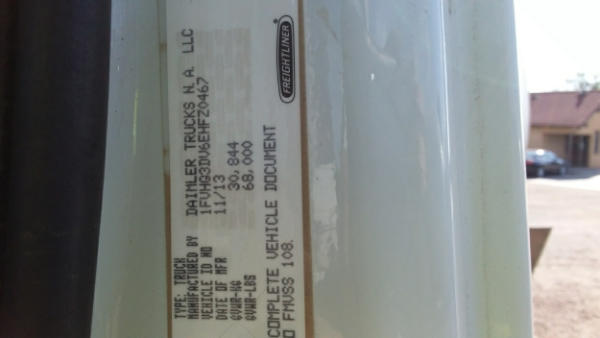 TYPE: TRUCK
MANUFACTURED BY DAIMLER TRUCKS N.A. LLC
VEHICLE ID NO 1FVHG3DV6EHFZ0467
DATE OF MFR 11/13
GVWR-KG 30,844
GVWR-LBS 68,000
COMPLETE VEHICLE DOCUMENT
FMVSS 108.
FREIGHTLINER